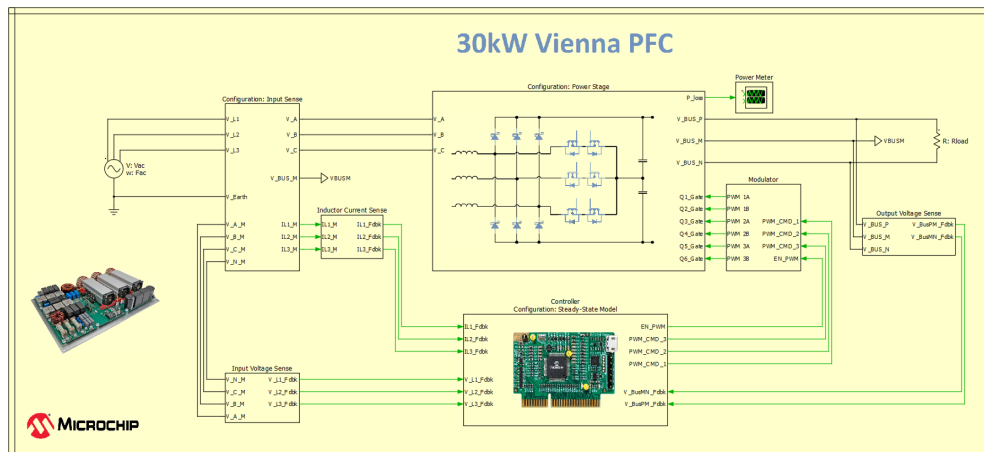 30kW Vienna PFC
Configuration: Input Sense
V_L1
V_L2
V_L3
V_Earth
V_A_M
V_B_M
V_C_M
V_N_M
V_A
V_B
V_C
V_BUS_M
VBUSM
IL1_M
IL2_M
IL3_M
V: Vac
w: Fac
Inductor Current Sense
IL1_M
IL2_M
IL3_M
IL1_Fdbk
IL2_Fdbk
IL3_Fdbk
Configuration: Power Stage
V_A
V_B
V_C
P_loss
V_BUS_P
V_BUS_M
V_BUS_N
Q1_Gate
Q2_Gate
Q3_Gate
Q4_Gate
Q5_Gate
Q6_Gate
Power Meter
VBUSM
R: Rload
Modulator
PWM 1A
PWM 1B
PWM 2A
PWM 2B
PWM 3A
PWM 3B
PWM_CMD_1
PWM_CMD_2
PWM_CMD_3
EN_PWM
Output Voltage Sense
V_BUS_P
V_BUS_M
V_BUS_N
V_BusPM_Fdbk
V_BusMN_Fdbk
Controller
Configuration: Steady-State Model
IL1_Fdbk
IL2_Fdbk
IL3_Fdbk
V_L1_Fdbk
V_L2_Fdbk
V_L3_Fdbk
EN_PWM
PWM_CMD_3
PWM_CMD_2
PWM_CMD_1
V_BusMN_Fdbk
V_BusPM_Fdbk
Input Voltage Sense
V_N_M
V_C_M
V_B_M
V_A_M
V_L1_Fdbk
V_L2_Fdbk
V_L3_Fdbk
MICROCHIP